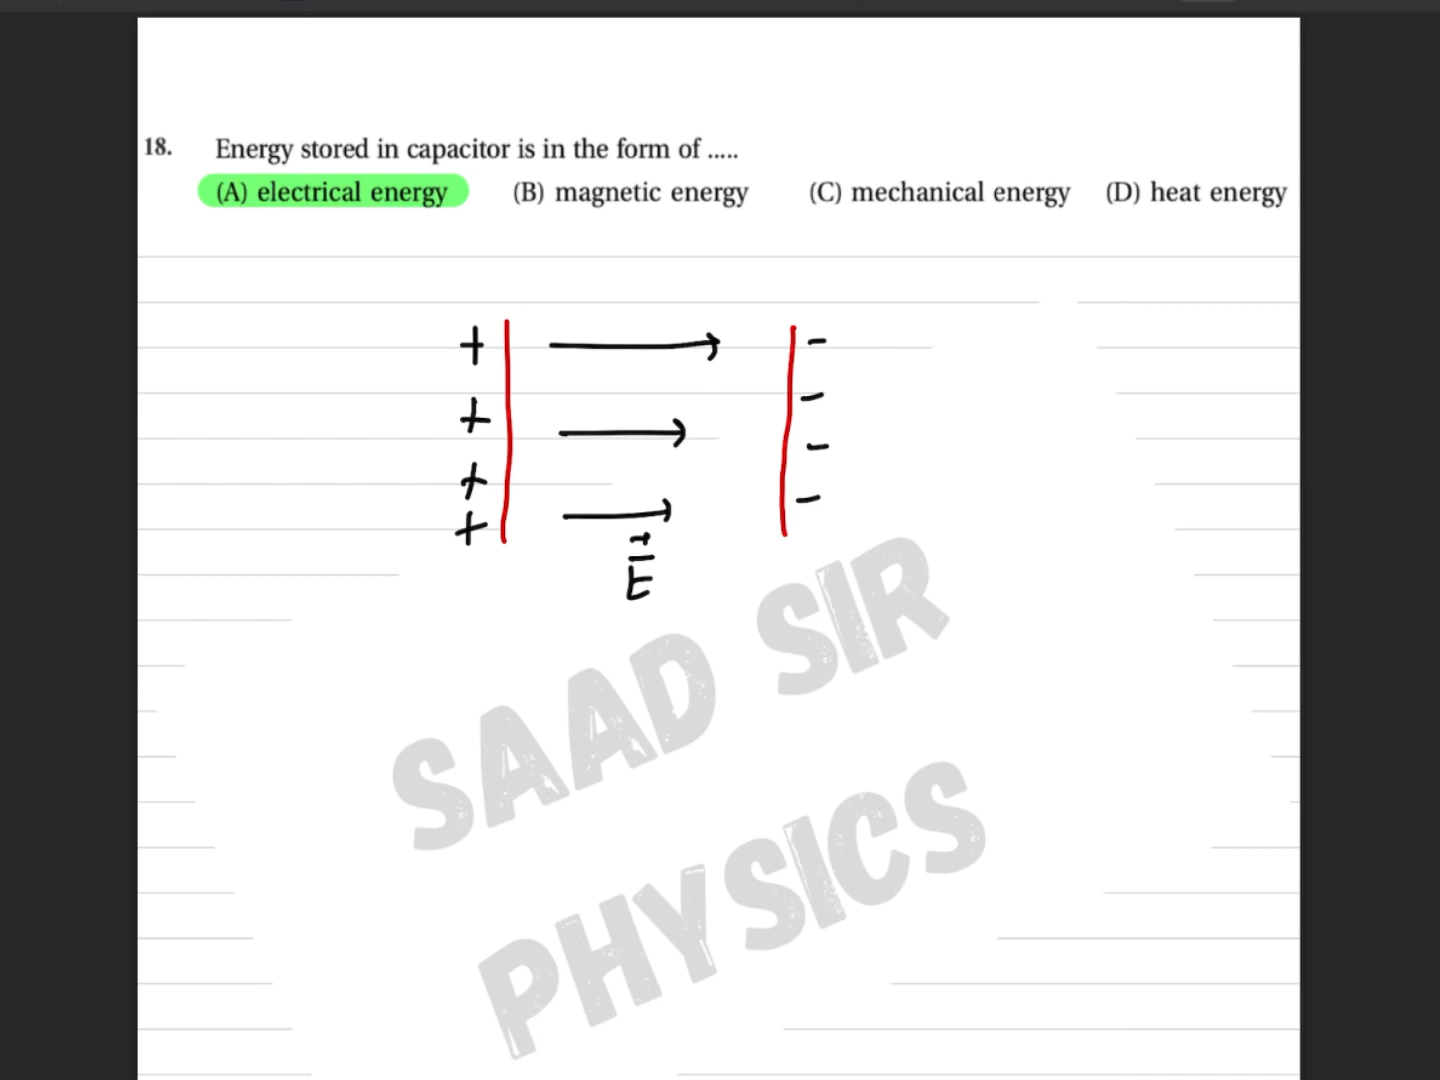 18. Energy stored in capacitor is in the form of .....
(A) electrical energy (B) magnetic energy (C) mechanical energy (D) heat energy
+ -
+ -
+ -
+ -
E
SAAD SIR
PHYSICS